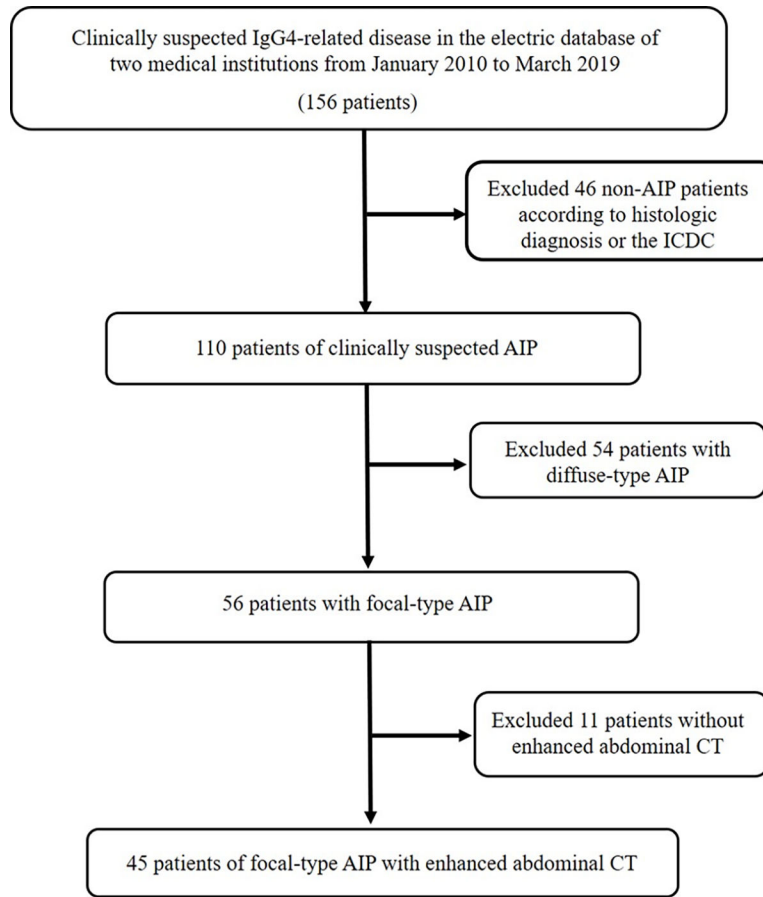 Clinically suspected IgG4-related disease in the electric database of
two medical institutions from January 2010 to March 2019
(156 patients)
Excluded 46 non-AIP patients
according to histologic
diagnosis or the ICDC
110 patients of clinically suspected AIP
Excluded 54 patients with
diffuse-type AIP
56 patients with focal-type AIP
Excluded 11 patients without
enhanced abdominal CT
45 patients of focal-type AIP with enhanced abdominal CT